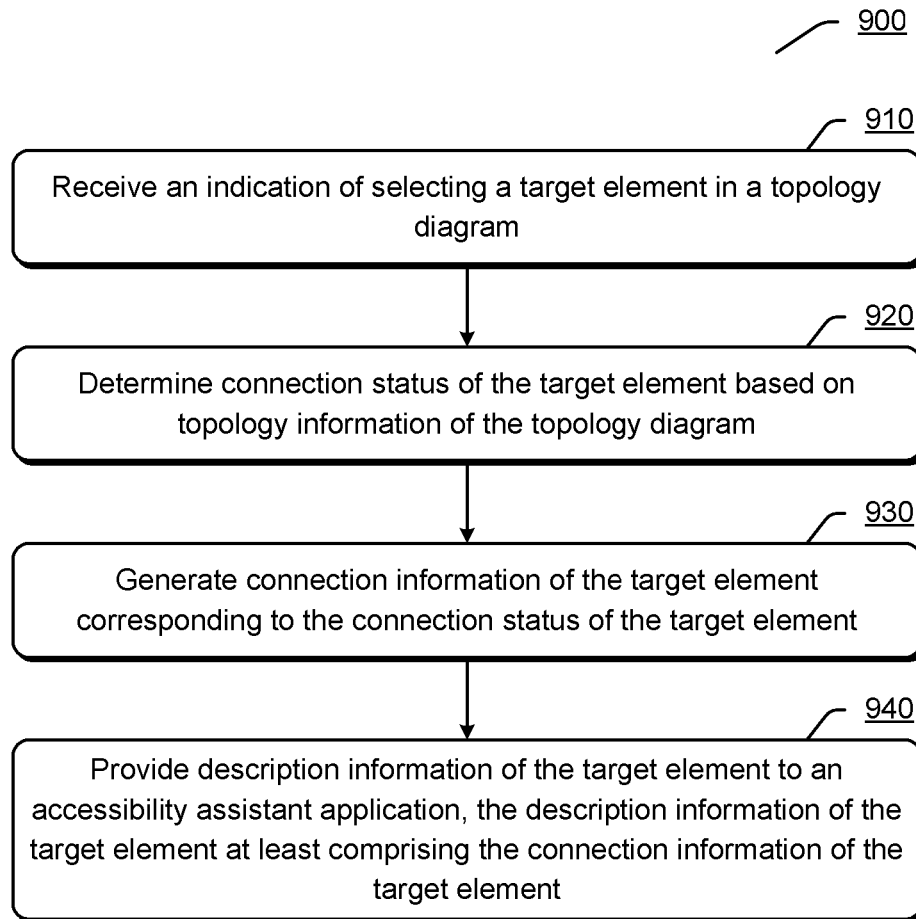 900
910
Receive an indication of selecting a target element in a topology
diagram
920
Determine connection status of the target element based on
topology information of the topology diagram
930
Generate connection information of the target element
corresponding to the connection status of the target element
940
Provide description information of the target element to an
accessibility assistant application, the description information of the
target element at least comprising the connection information of the
target element